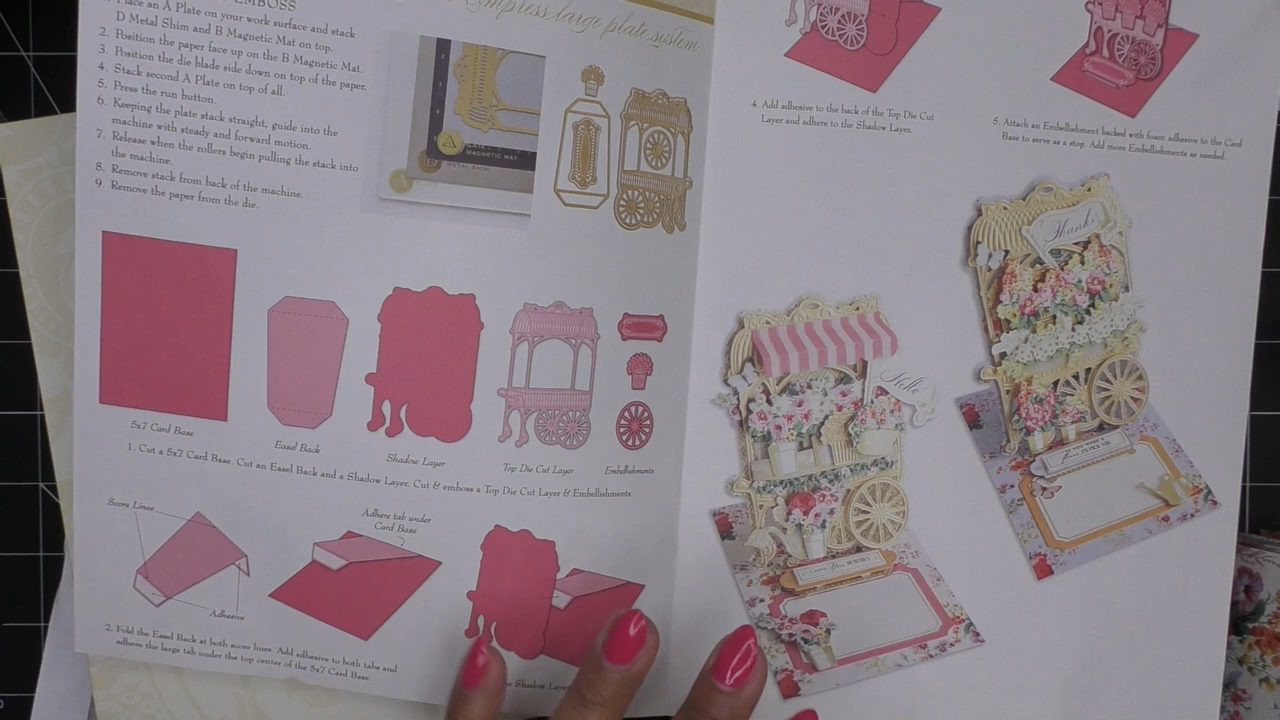 EMBOSS
Place an A Plate on your work surface and stack
D Metal Shim and B Magnetic Mat on top.
2. Position the paper face up on the B Magnetic Mat.
3. Position the die blade side down on top of the paper.
4. Stack second A Plate on top of all.
5. Press the run button.
6. Keeping the plate stack straight, guide into the
machine with steady and forward motion.
7. Release when the rollers begin pulling the stack into
the machine.
8. Remove stack from back of the machine.
9. Remove the paper from the die.
Empress large plate system
A
MAGNETIC MAT
METAL SHIM
A
5x7 Card Base
Easel Back
Shadow Layer
Top Die Cut Layer
Embellishments
1. Cut a 5x7 Card Base. Cut an Easel Back and a Shadow Layer. Cut & emboss a Top Die Cut Layer & Embellishments.
Score Lines
Adhesive
Adhere tab under
Card Base
2. Fold the Easel Back at both score lines. Add adhesive to both tabs and
adhere the large tab under the top center of the 5x7 Card Base.
Shadow Layer
4. Add adhesive to the back of the Top Die Cut
Layer and adhere to the Shadow Layer.
5. Attach an Embellishment backed with foam adhesive to the Card
Base to serve as a stop. Add more Embellishments as needed.
Thanks
Hello